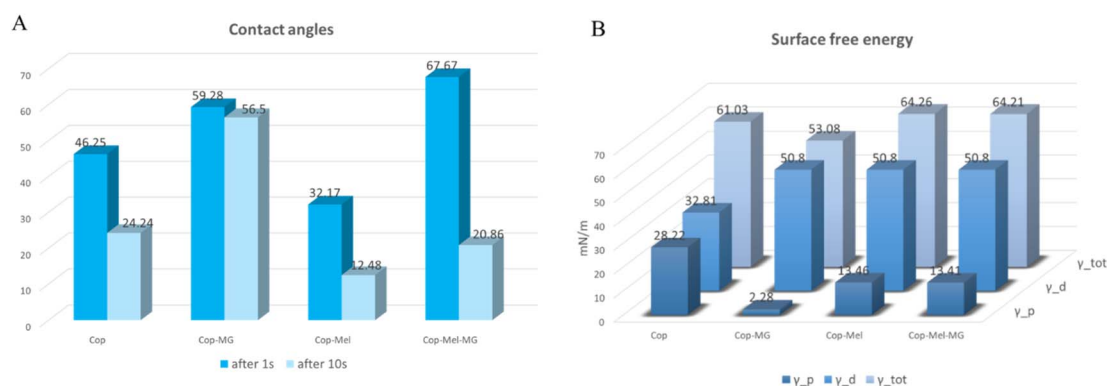 A
Contact angles
70
60
50
40
30
20
10
0
46.25
24.24
59.28
56.5
32.17
12.48
67.67
20.86
Cop
Cop-MG
Cop-Mel
Cop-Mel-MG
after 1s
after 10s
B
Surface free energy
mN/m
70
60
50
40
30
20
10
0
61.03
53.08
64.26
64.21
32.81
50.8
50.8
50.8
28.22
2.28
13.46
13.41
γ_tot
γ_d
γ_p
Cop
Cop-MG
Cop-Mel
Cop-Mel-MG
γ_p
γ_d
γ_tot